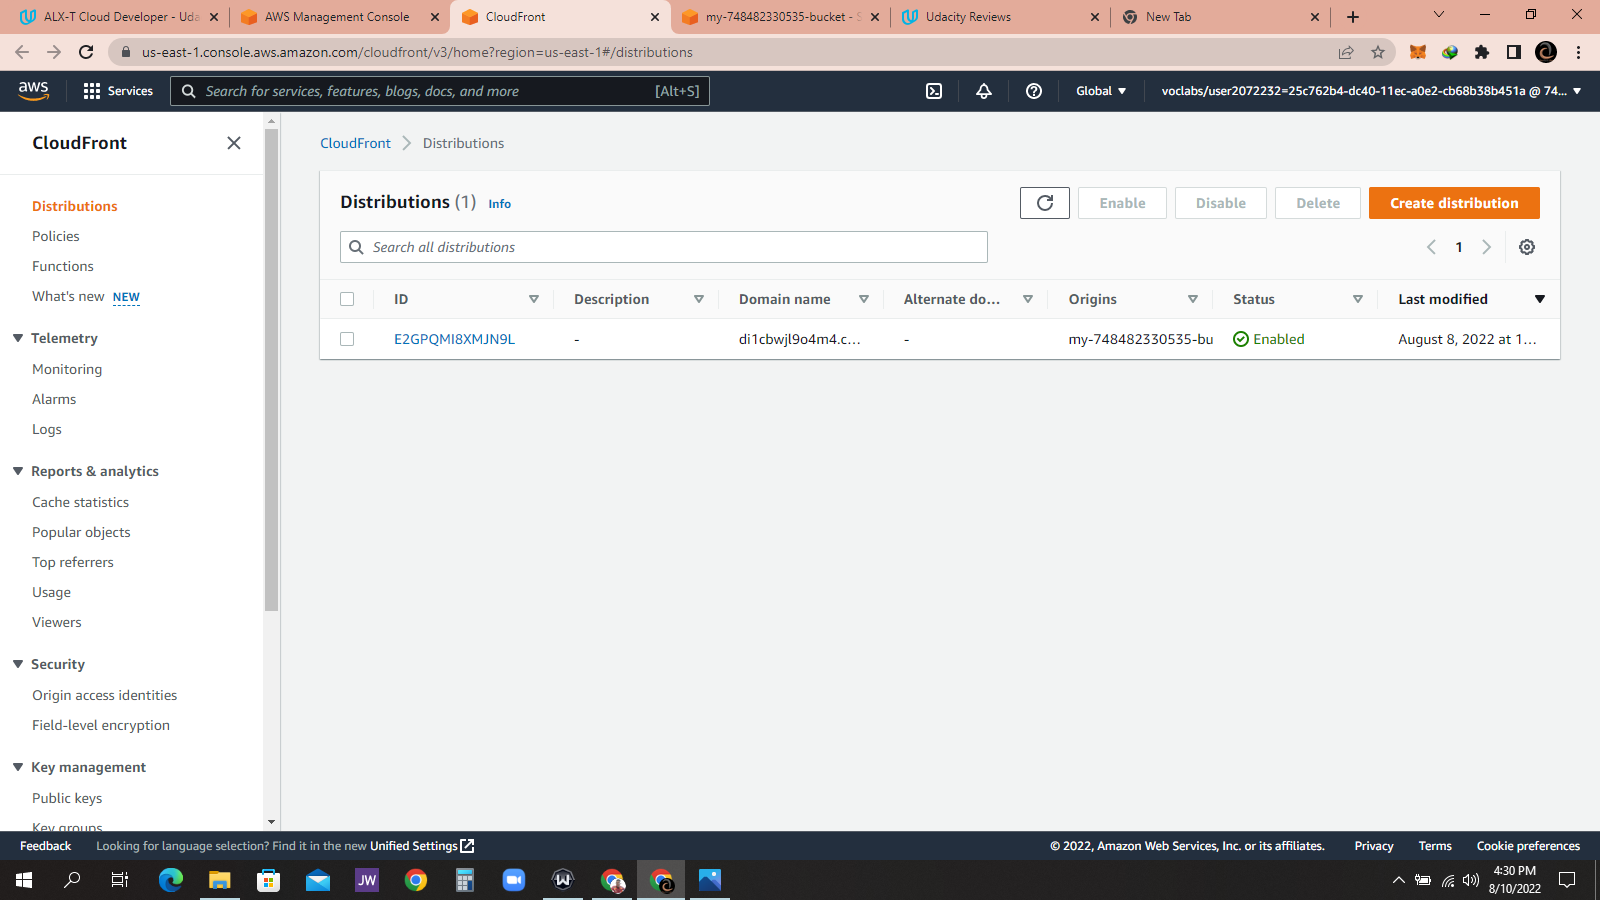 ALX-T Cloud Developer - Uda
AWS Management Console
CloudFront
my-748482330535-bucket - S
Udacity Reviews
New Tab
us-east-1.console.aws.amazon.com/cloudfront/v3/home?region=us-east-1#/distributions
aws
Services
Search for services, features, blogs, docs, and more
[Alt+S]
Global
voclabs/user2072232=25c762b4-dc40-11ec-a0e2-cb68b38b451a @ 74...
CloudFront
Distributions
Policies
Functions
What's new NEW
Telemetry
Monitoring
Alarms
Logs
Reports & analytics
Cache statistics
Popular objects
Top referrers
Usage
Viewers
Security
Origin access identities
Field-level encryption
Key management
Public keys
Key groups
CloudFront
Distributions
Distributions (1) Info
Enable
Disable
Delete
Create distribution
Search all distributions
1
ID
Description
Domain name
Alternate do...
Origins
Status
Last modified
E2GPQMI8XMJN9L
-
di1cbwjl9o4m4.c...
-
my-748482330535-bu
Enabled
August 8, 2022 at 1...
Feedback
Looking for language selection? Find it in the new Unified Settings
© 2022, Amazon Web Services, Inc. or its affiliates.
Privacy
Terms
Cookie preferences
JW
4:30 PM
8/10/2022